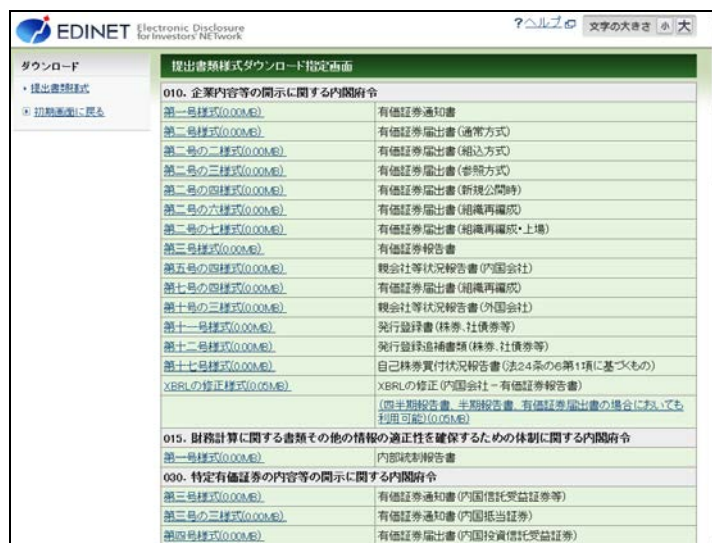 EDINET Electronic Disclosure for Investors' NETwork
?ヘルプ 文字の大きさ 小 大
ダウンロード
・提出書類様式
初期画面に戻る
提出書類様式ダウンロード指定画面
010. 企業内容等の開示に関する内閣府令
第一号様式(0.00MB) 有価証券通知書
第二号様式(0.00MB) 有価証券届出書(通常方式)
第二号の二様式(0.00MB) 有価証券届出書(組込方式)
第二号の三様式(0.00MB) 有価証券届出書(参照方式)
第二号の四様式(0.00MB) 有価証券届出書(新規公開時)
第二号の六様式(0.00MB) 有価証券届出書(組織再編成)
第二号の七様式(0.00MB) 有価証券届出書(組織再編成・上場)
第三号様式(0.00MB) 有価証券報告書
第五号の四様式(0.00MB) 親会社等状況報告書(内国会社)
第七号の四様式(0.00MB) 有価証券届出書(組織再編成)
第十号の三様式(0.00MB) 親会社等状況報告書(外国会社)
第十一号様式(0.00MB) 発行登録書(株券、社債券等)
第十二号様式(0.00MB) 発行登録追補書類(株券、社債券等)
第十七号様式(0.00MB) 自己株券買付状況報告書(法24条の6第1項に基づくもの)
XBRLの修正様式(0.05MB) XBRLの修正(内国会社-有価証券報告書)
(四半期報告書、半期報告書、有価証券届出書の場合においても
利用可能)(0.05MB)
015. 財務計算に関する書類その他の情報の適正性を確保するための体制に関する内閣府令
第一号様式(0.00MB) 内部統制報告書
030. 特定有価証券の内容等の開示に関する内閣府令
第三号様式(0.00MB) 有価証券通知書(内国信託受益証券等)
第三号の三様式(0.00MB) 有価証券通知書(内国抵当証券)
第四号様式(0.00MB) 有価証券届出書(内国投資信託受益証券)